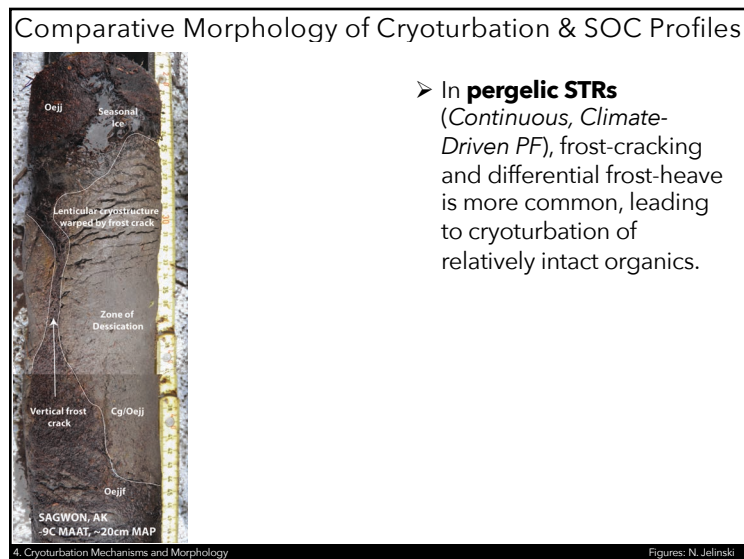 Comparative Morphology of Cryoturbation & SOC Profiles
Oejj
Seasonal
Ice
Lenticular cryostructure
warped by frost crack
Zone of
Dessication
Vertical frost
crack
Cg/Oejj
Oejjf
SAGWON, AK
-9C MAAT, ~20cm MAP
➢ In pergelic STRs
(Continuous, Climate-
Driven PF), frost-cracking
and differential frost-heave
is more common, leading
to cryoturbation of
relatively intact organics.
4. Cryoturbation Mechanisms and Morphology
Figures: N. Jelinski